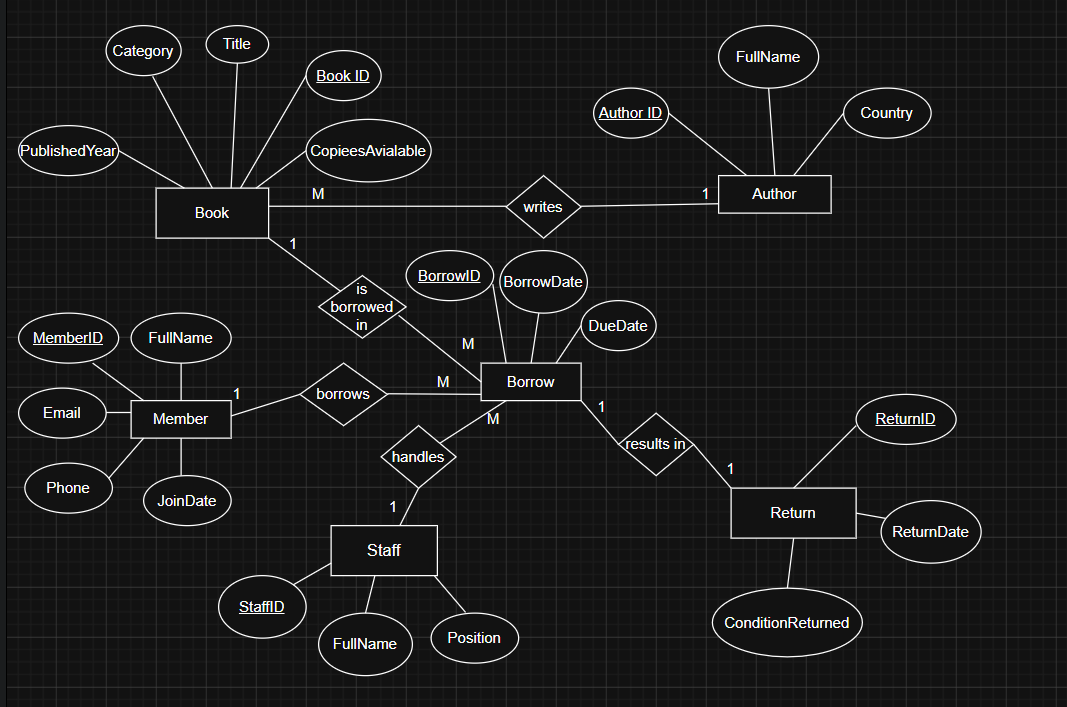 Category
Title
FullName
Book ID
Author ID
Country
PublishedYear
CopieesAvialable
M
1
Author
Book
writes
1
BorrowID
BorrowDate
is
borrowed
in
DueDate
MemberID
FullName
M
Borrow
M
1
borrows
1
Email
Member
M
ReturnID
results in
handles
1
Phone
JoinDate
1
Return
ReturnDate
Staff
StaffID
ConditionReturned
FullName
Position